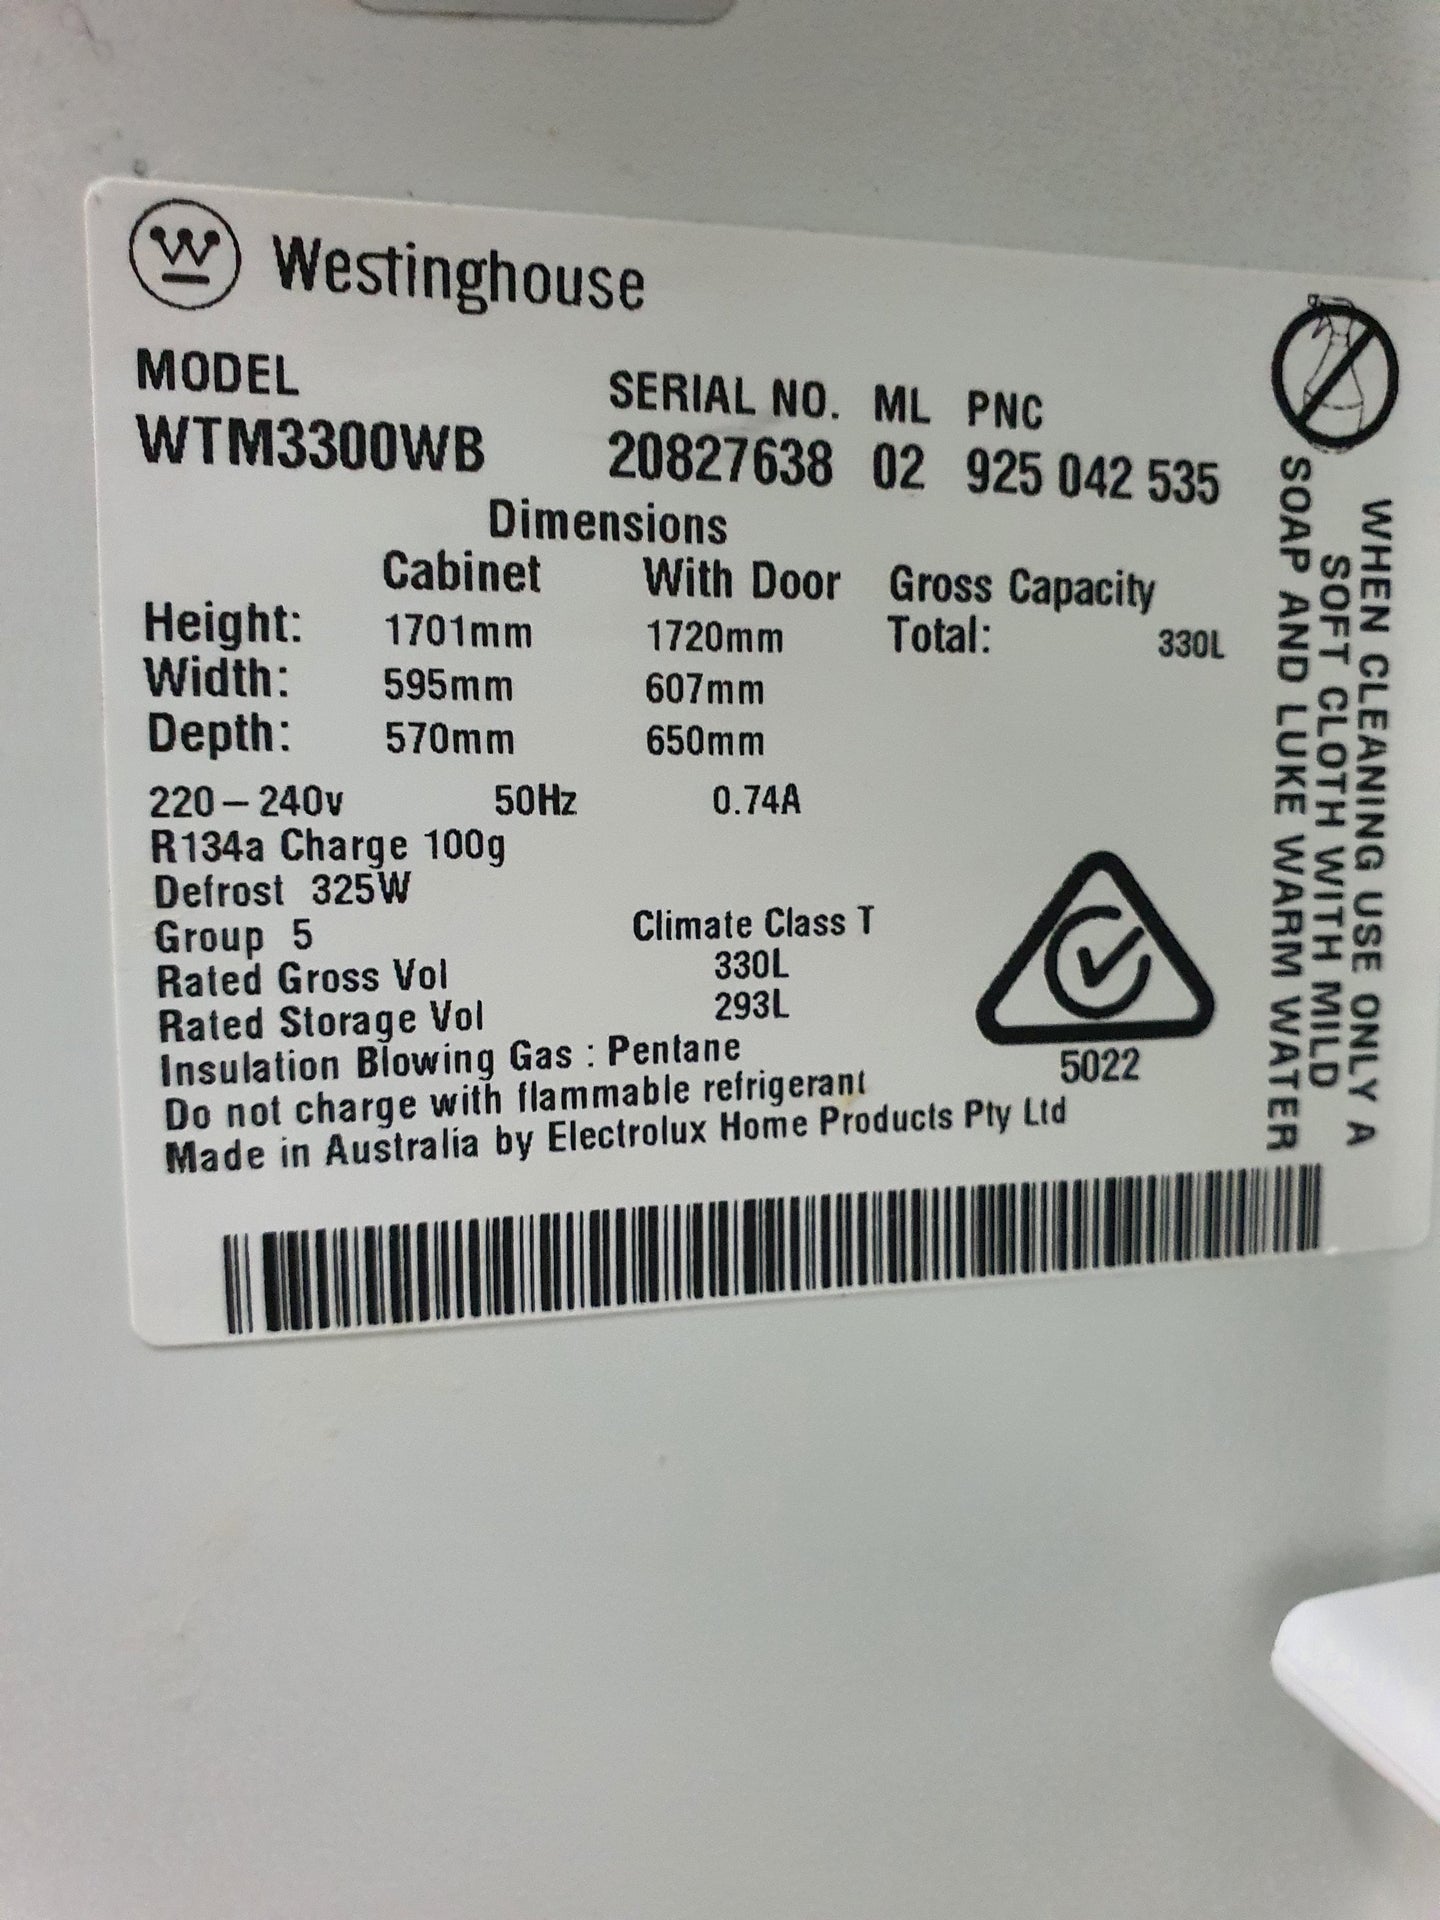 W
Westinghouse
MODEL SERIAL NO. ML PNC
WTM3300WB 20827638 02 925 042 535
Dimensions
Cabinet With Door Gross Capacity
Height: 1701mm 1720mm Total: 330L
Width: 595mm 607mm
Depth: 570mm 650mm
220 – 240v 50Hz 0.74A
R134a Charge 100g
Defrost 325W
Group 5 Climate Class T
Rated Gross Vol 330L
Rated Storage Vol 293L
Insulation Blowing Gas : Pentane
Do not charge with flammable refrigerant
Made in Australia by Electrolux Home Products Pty Ltd
5022
WHEN CLEANING USE ONLY A
SOFT CLOTH WITH MILD
SOAP AND LUKE WARM WATER